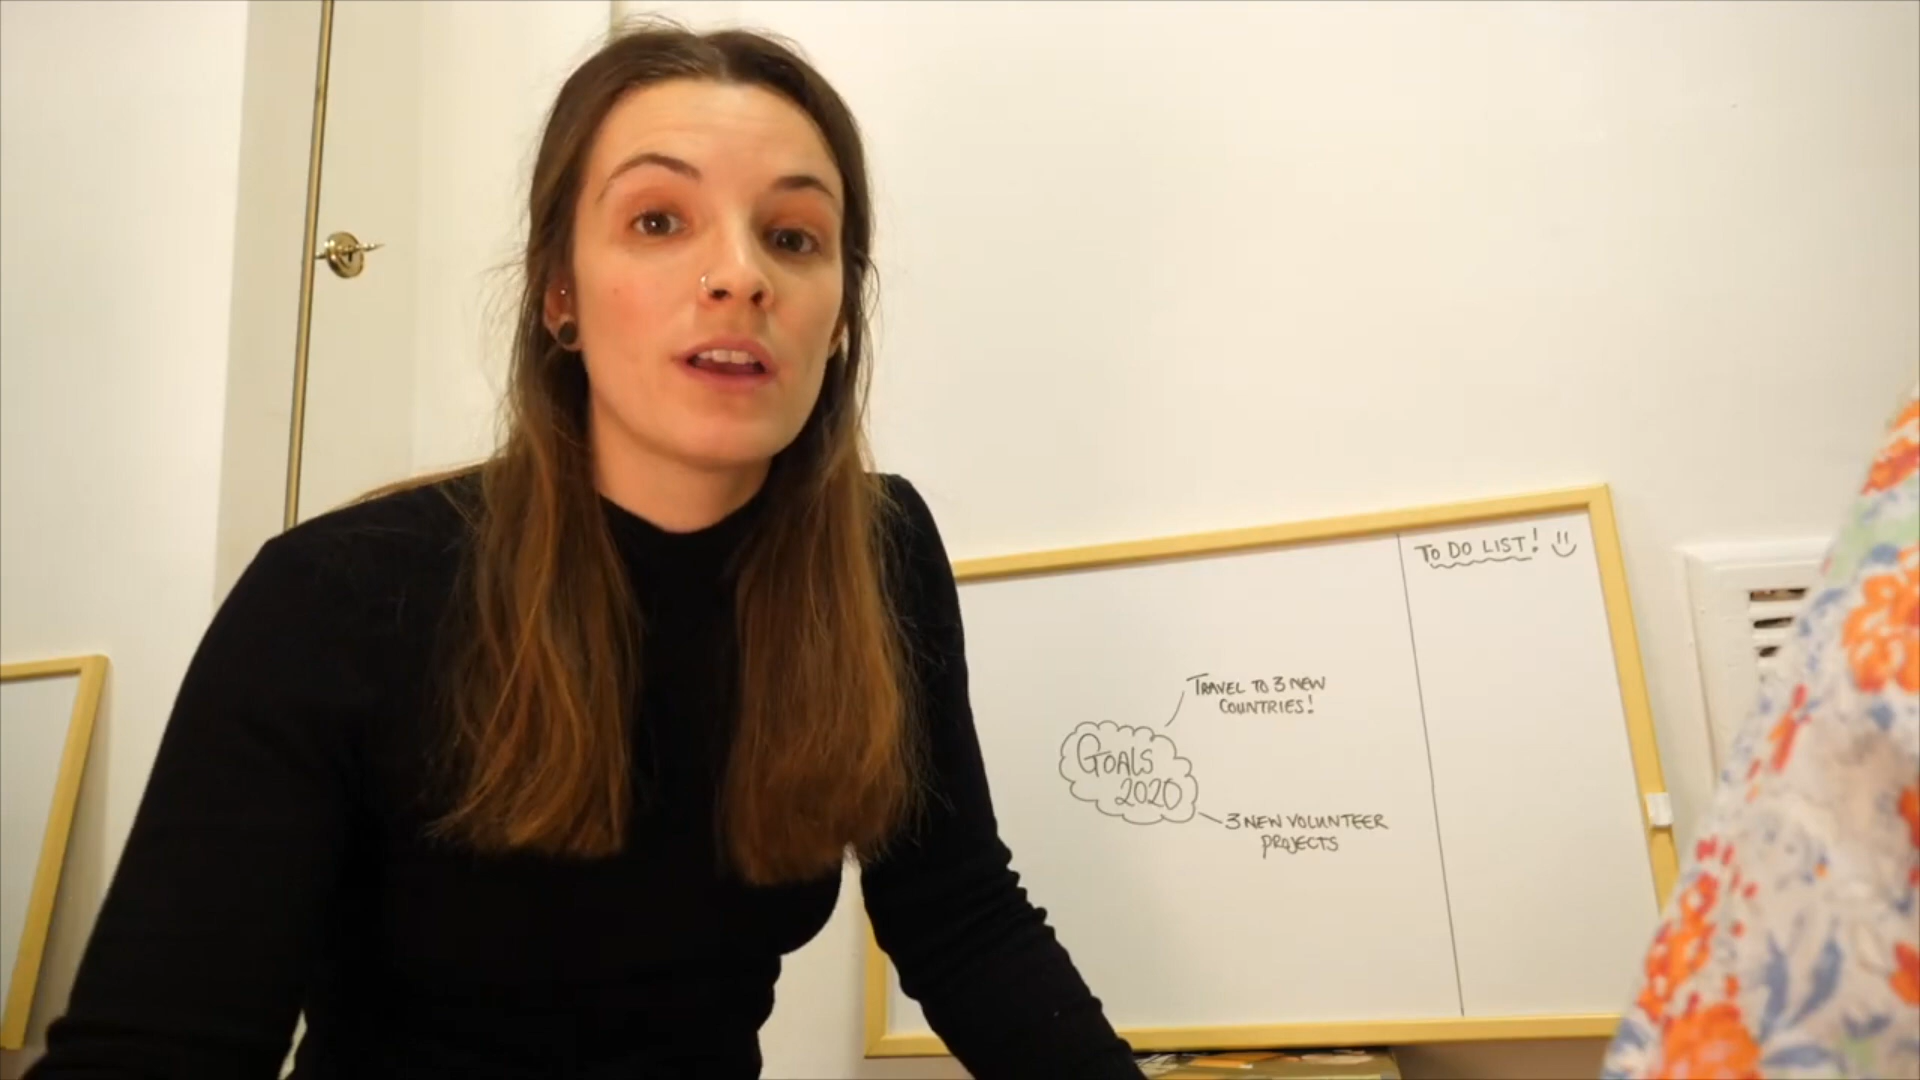 To DO LIST!
TRAVEL TO 3 NEW
COUNTRIES!
GOALS
2020
3 NEW VOLUNTEER
PROJECTS